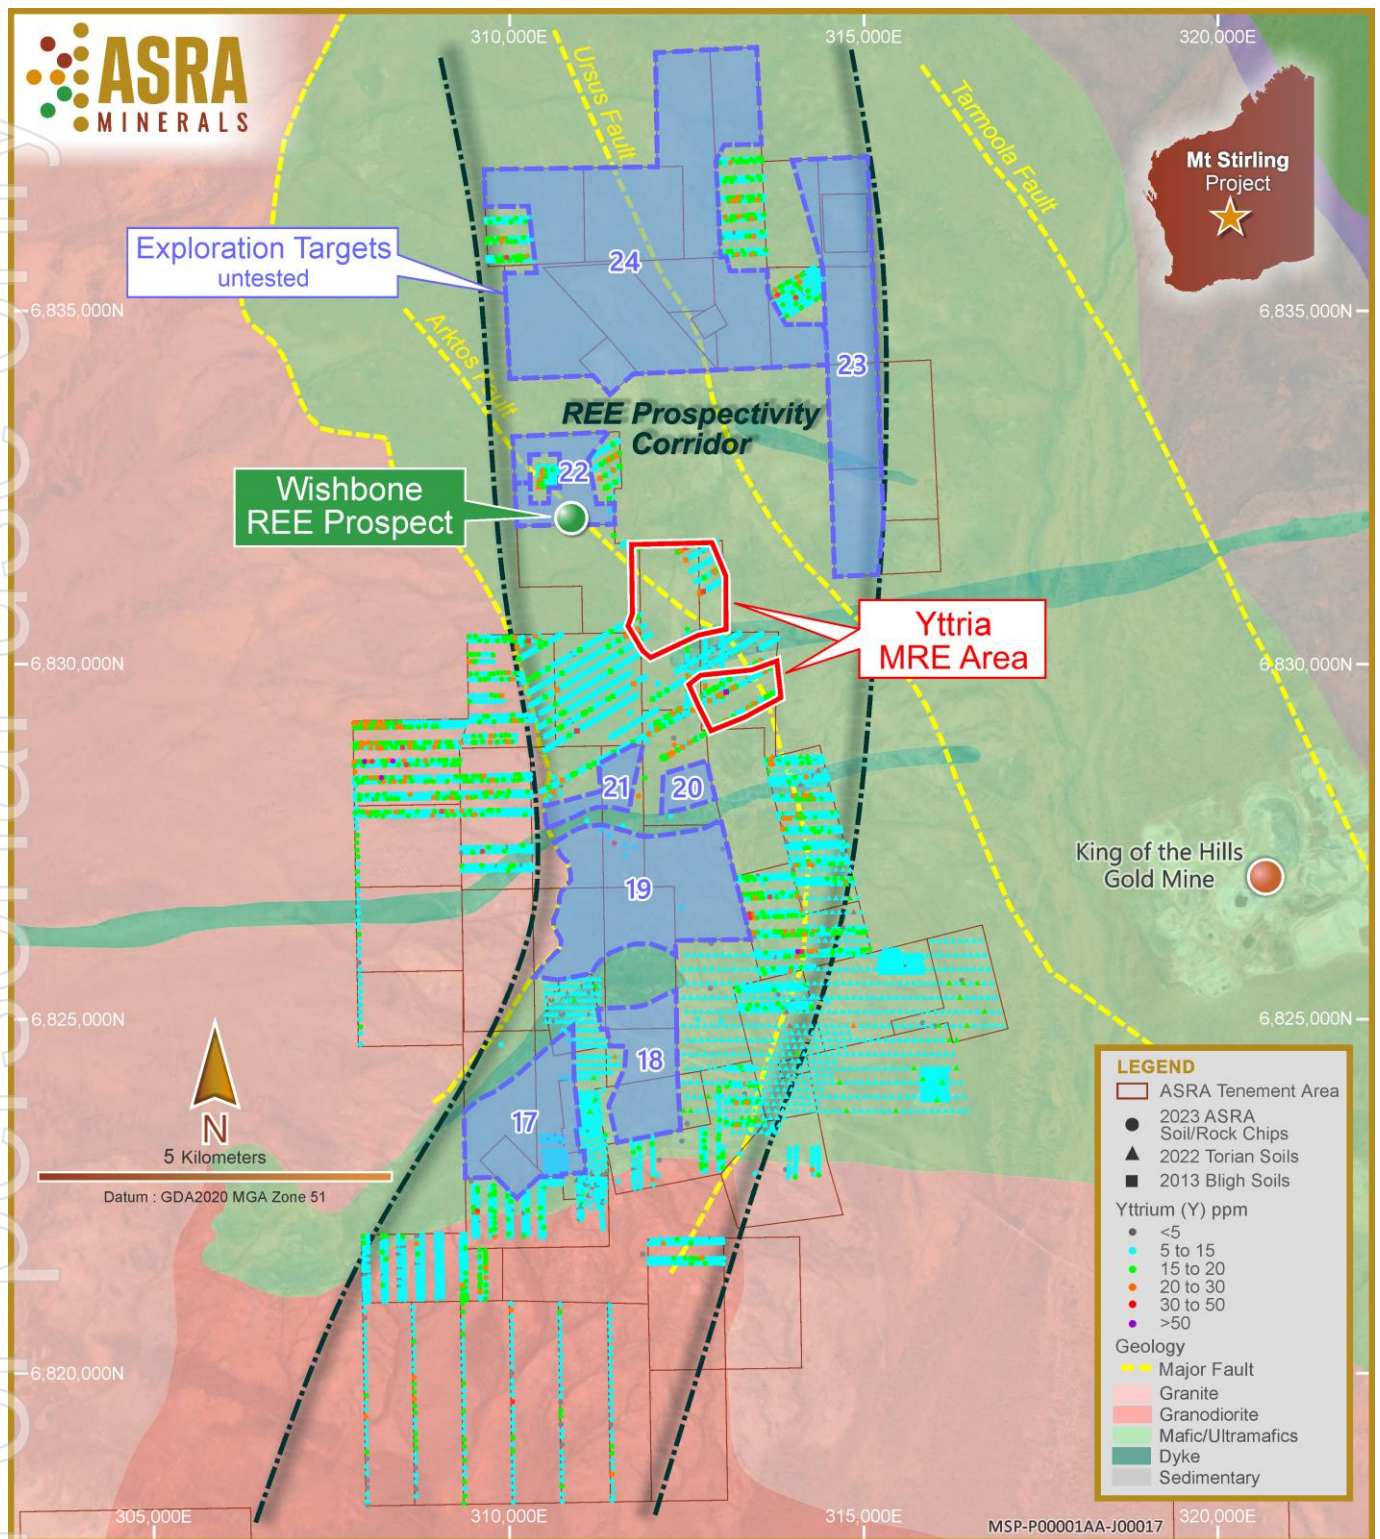 310,000E
315,000E
320,000E
ASRA
MINERALS
Ursus Fault
Tarmoola Fault
Mt Stirling
Project
Exploration Targets
untested
24
6,835,000N
6,835,000N
Arktos Fault
23
REE Prospectivity
Corridor
22
Wishbone
REE Prospect
Yttria
MRE Area
6,830,000N
6,830,000N
21
20
King of the Hills
Gold Mine
19
6,825,000N
6,825,000N
18
17
N
5 Kilometers
Datum : GDA2020 MGA Zone 51
LEGEND
ASRA Tenement Area
2023 ASRA
Soil/Rock Chips
2022 Torian Soils
2013 Bligh Soils
Yttrium (Y) ppm
<5
5 to 15
15 to 20
20 to 30
30 to 50
>50
Geology
Major Fault
Granite
Granodiorite
Mafic/Ultramafics
Dyke
Sedimentary
6,820,000N
305,000E
310,000E
315,000E
320,000E
MSP-P00001AA-J00017